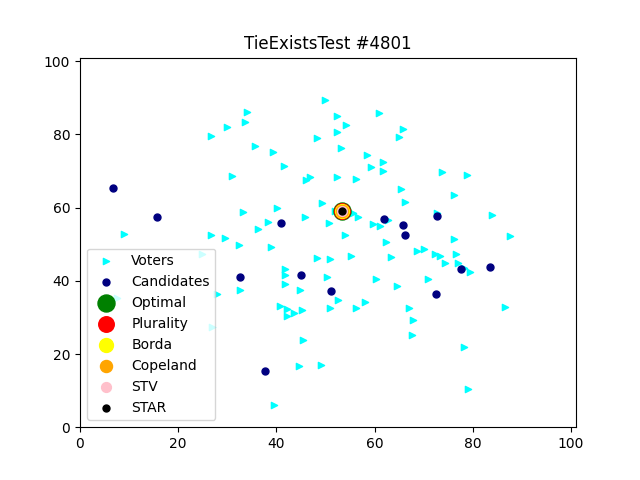 TieExistsTest #4801
100
80
60
40
20
0
Voters
Candidates
Optimal
Plurality
Borda
Copeland
STV
STAR
0 20 40 60 80 100